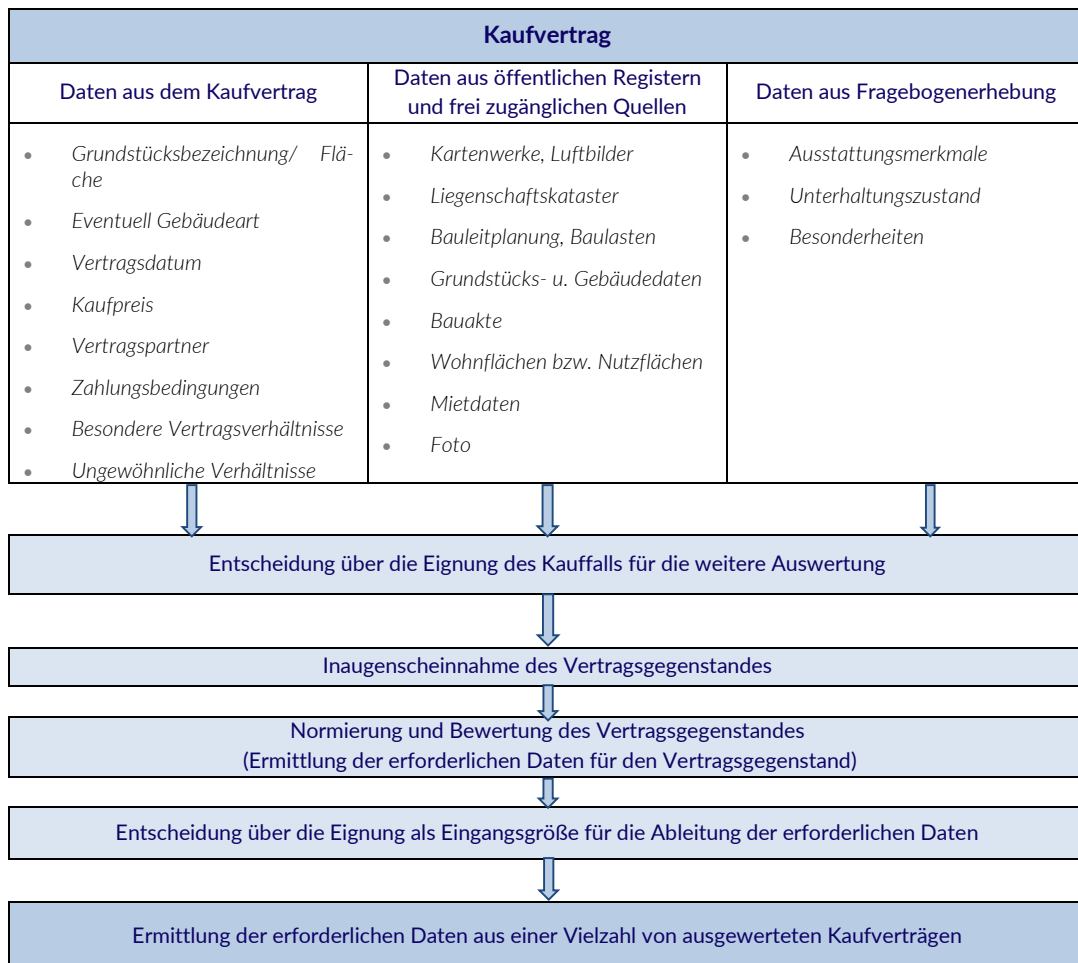 Kaufvertrag
Daten aus dem Kaufvertrag
Daten aus öffentlichen Registern
und frei zugänglichen Quellen
Daten aus Fragebogenerhebung
• Grundstücksbezeichnung/ Flä-
che
• Eventuell Gebäudeart
• Vertragsdatum
• Kaufpreis
• Vertragspartner
• Zahlungsbedingungen
• Besondere Vertragsverhältnisse
• Ungewöhnliche Verhältnisse
• Kartenwerke, Luftbilder
• Liegenschaftskataster
• Bauleitplanung, Baulasten
• Grundstücks- u. Gebäudedaten
• Bauakte
• Wohnflächen bzw. Nutzflächen
• Mietdaten
• Foto
• Ausstattungsmerkmale
• Unterhaltungszustand
• Besonderheiten
Entscheidung über die Eignung des Kauffalls für die weitere Auswertung
Inaugenscheinnahme des Vertragsgegenstandes
Normierung und Bewertung des Vertragsgegenstandes
(Ermittlung der erforderlichen Daten für den Vertragsgegenstand)
Entscheidung über die Eignung als Eingangsgröße für die Ableitung der erforderlichen Daten
Ermittlung der erforderlichen Daten aus einer Vielzahl von ausgewerteten Kaufverträgen